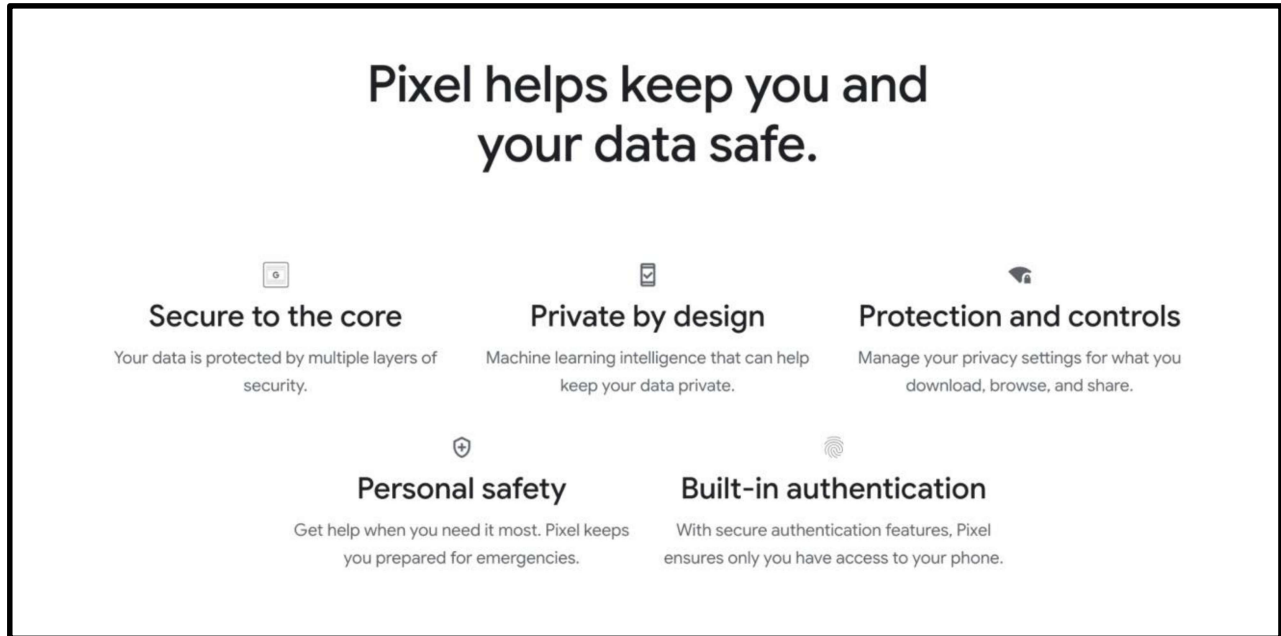 Pixel helps keep you and
your data safe.
G
Secure to the core
Your data is protected by multiple layers of
security.
Private by design
Machine learning intelligence that can help
keep your data private.
Protection and controls
Manage your privacy settings for what you
download, browse, and share.
Personal safety
Get help when you need it most. Pixel keeps
you prepared for emergencies.
Built-in authentication
With secure authentication features, Pixel
ensures only you have access to your phone.